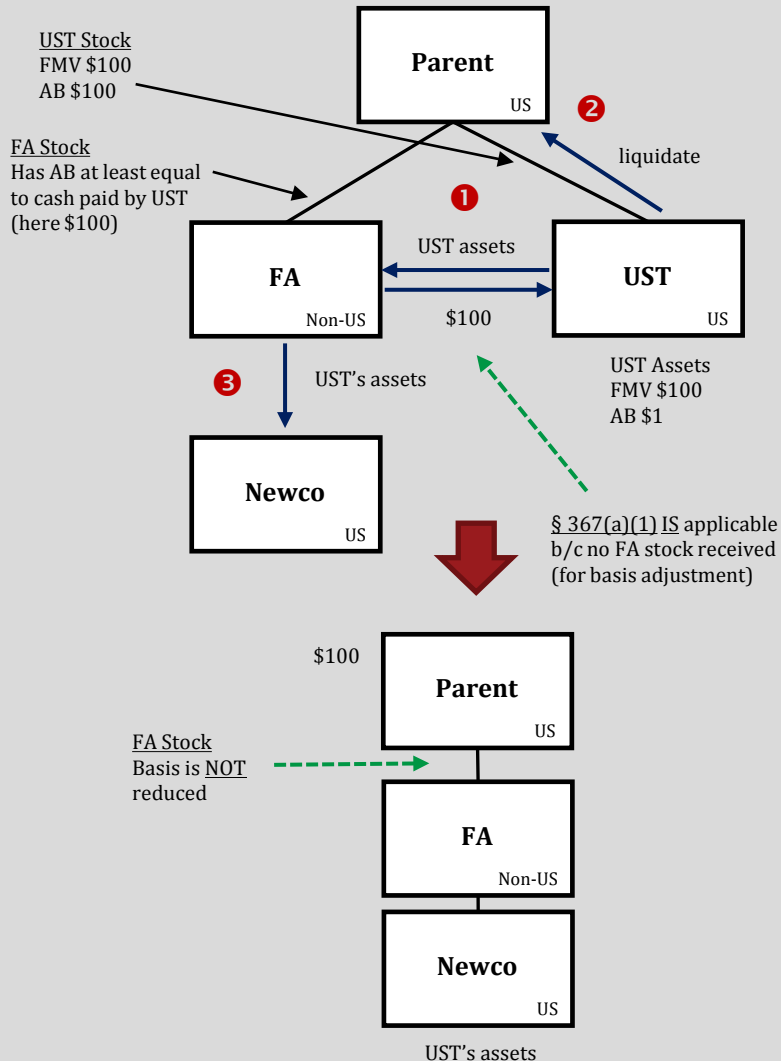 UST Stock
FMV $100
AB $100
Parent
US
❷
liquidate
FA Stock
Has AB at least equal
to cash paid by UST
(here $100)
❶
UST assets
FA
Non-US
UST
US
$100
❸
UST's assets
UST Assets
FMV $100
AB $1
Newco
US
§ 367(a)(1) IS applicable
b/c no FA stock received
(for basis adjustment)
$100
Parent
US
FA Stock
Basis is NOT
reduced
FA
Non-US
Newco
US
UST's assets